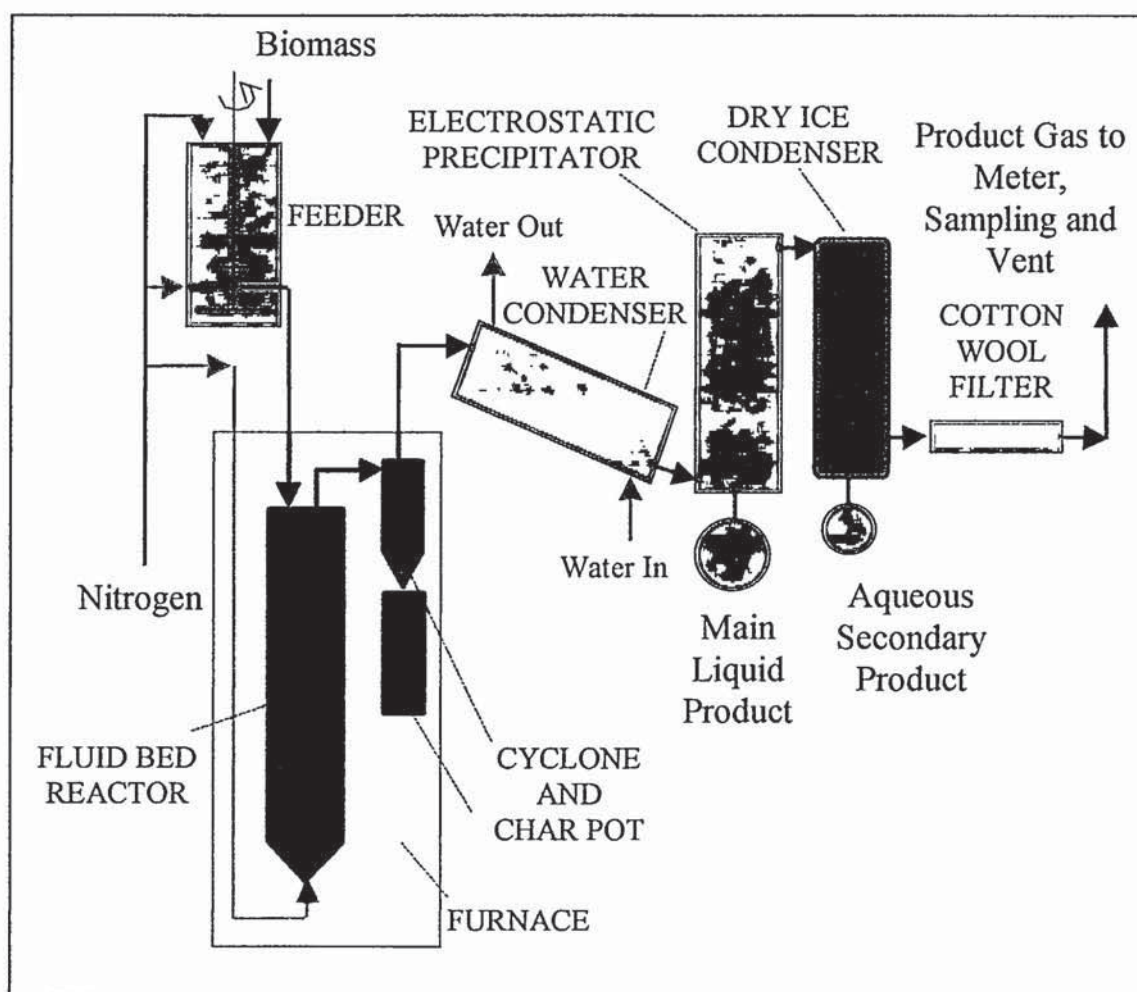 Biomass
FEEDER
Nitrogen
FLUID BED
REACTOR
CYCLONE
AND
CHAR POT
FURNACE
Water Out
WATER
CONDENSER
Water In
ELECTROSTATIC
PRECIPITATOR
Main
Liquid
Product
DRY ICE
CONDENSER
Aqueous
Secondary
Product
Product Gas to
Meter,
Sampling and
Vent
COTTON
WOOL
FILTER